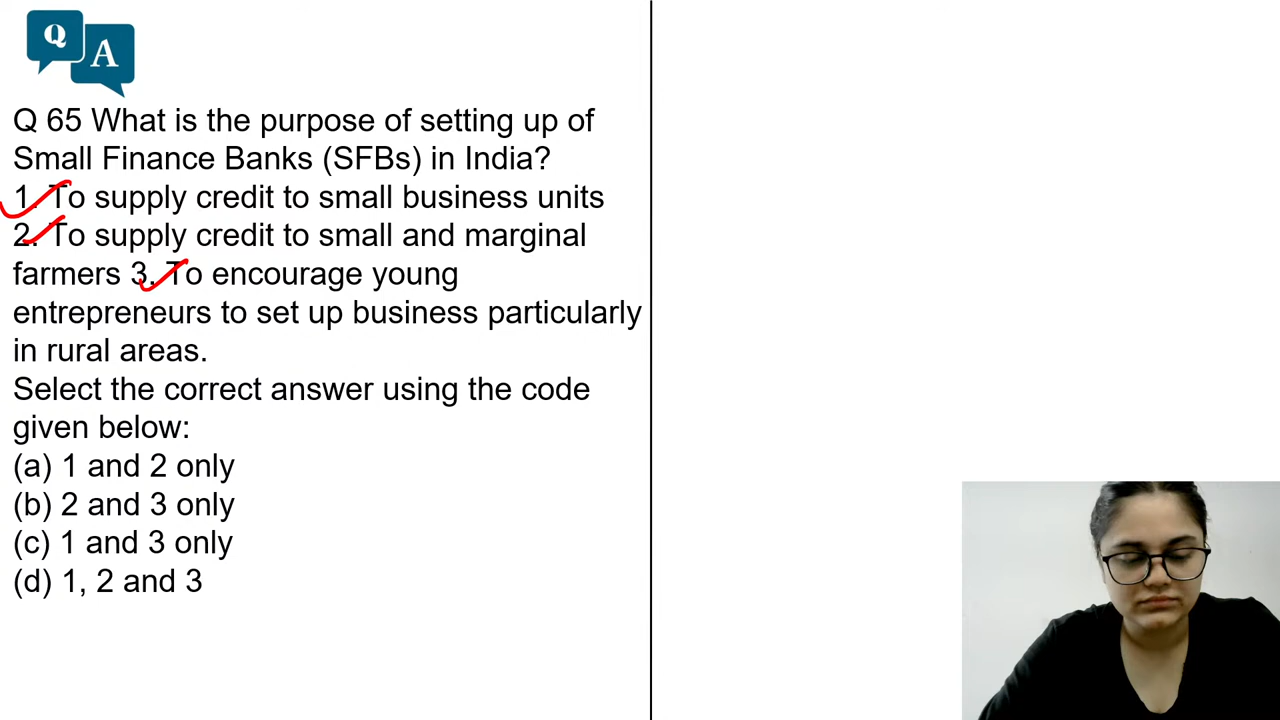 Q A
Q 65 What is the purpose of setting up of
Small Finance Banks (SFBs) in India?
1. To supply credit to small business units
2. To supply credit to small and marginal
farmers 3. To encourage young
entrepreneurs to set up business particularly
in rural areas.
Select the correct answer using the code
given below:
(a) 1 and 2 only
(b) 2 and 3 only
(c) 1 and 3 only
(d) 1, 2 and 3